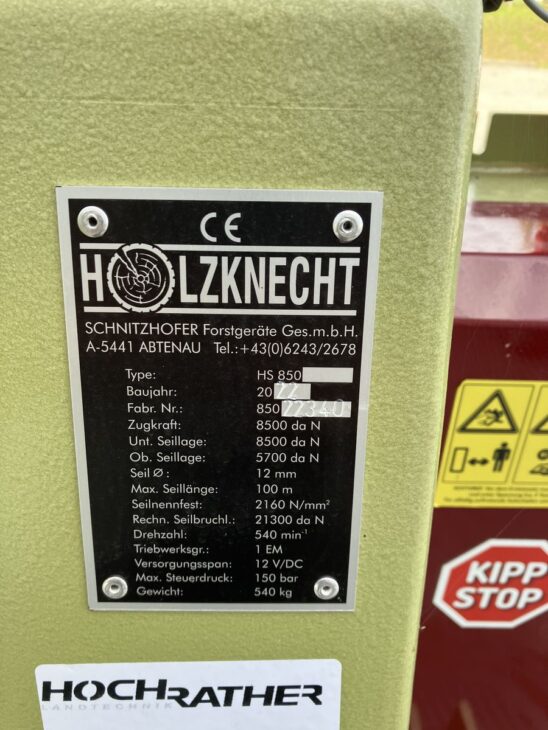 CE
HOLZKNECHT
SCHNITZHOFER Forstgeräte Ges.m.b.H.
A-5441 ABTENAU Tel.:+43(0)6243/2678
Type: HS 850
Baujahr: 2022
Fabr. Nr.: 85022340
Zugkraft: 8500 da N
Unt. Seillage: 8500 da N
Ob. Seillage: 5700 da N
Seil Ø : 12 mm
Max. Seillänge: 100 m
Seilnennfest: 2160 N/mm²
Rechn. Seilbruchl.: 21300 da N
Drehzahl: 540 min⁻¹
Triebwerksgr.: 1 EM
Versorgungsspan: 12 V/DC
Max. Steuerdruck: 150 bar
Gewicht: 540 kg
KIPP
STOP
HOCHRATHER
LANDTECHNIK